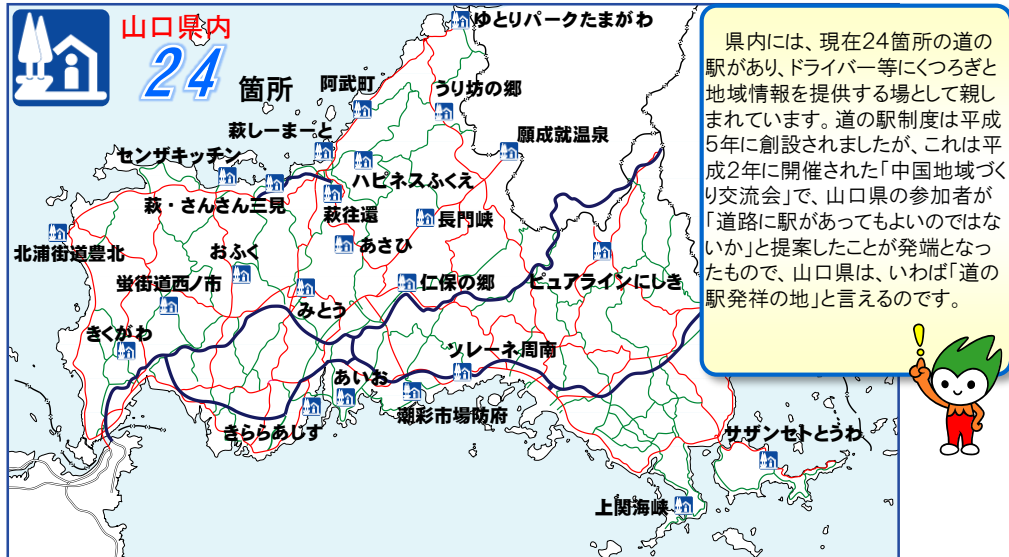 山口県内
24
箇所
ゆとりパークたまがわ
阿武町
うり坊の郷
萩しーまーと
願成就温泉
センザキッチン
ハピネスふくえ
萩・さんさん三見
萩往還
長門峡
北浦街道豊北
おふく
あさひ
蛍街道西ノ市
仁保の郷
ピュアラインにしき
みとう
きくがわ
ソレーネ周南
あいお
潮彩市場防府
きららあじす
サザンセトとうわ
上関海峡
県内には、現在24箇所の道の
駅があり、ドライバー等にくつろぎと
地域情報を提供する場として親し
まれています。道の駅制度は平成
5年に創設されましたが、これは平
成2年に開催された「中国地域づく
り交流会」で、山口県の参加者が
「道路に駅があってもよいのではな
いか」と提案したことが発端となっ
たもので、山口県は、いわば「道の
駅発祥の地」と言えるのです。